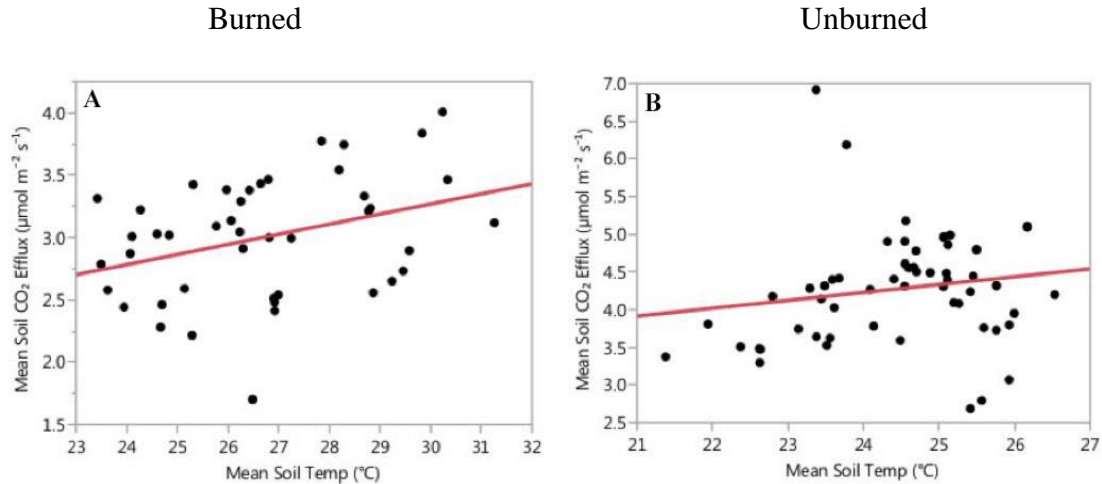 Burned
Unburned
A
4.0
3.5
3.0
2.5
2.0
1.5
23 24 25 26 27 28 29 30 31 32
Mean Soil Temp (°C)
Mean Soil CO₂ Efflux (μmol m⁻² s⁻¹)
B
7.0
6.5
6.0
5.5
5.0
4.5
4.0
3.5
3.0
2.5
21 22 23 24 25 26 27
Mean Soil Temp (°C)
Mean Soil CO₂ Efflux (μmol m⁻² s⁻¹)